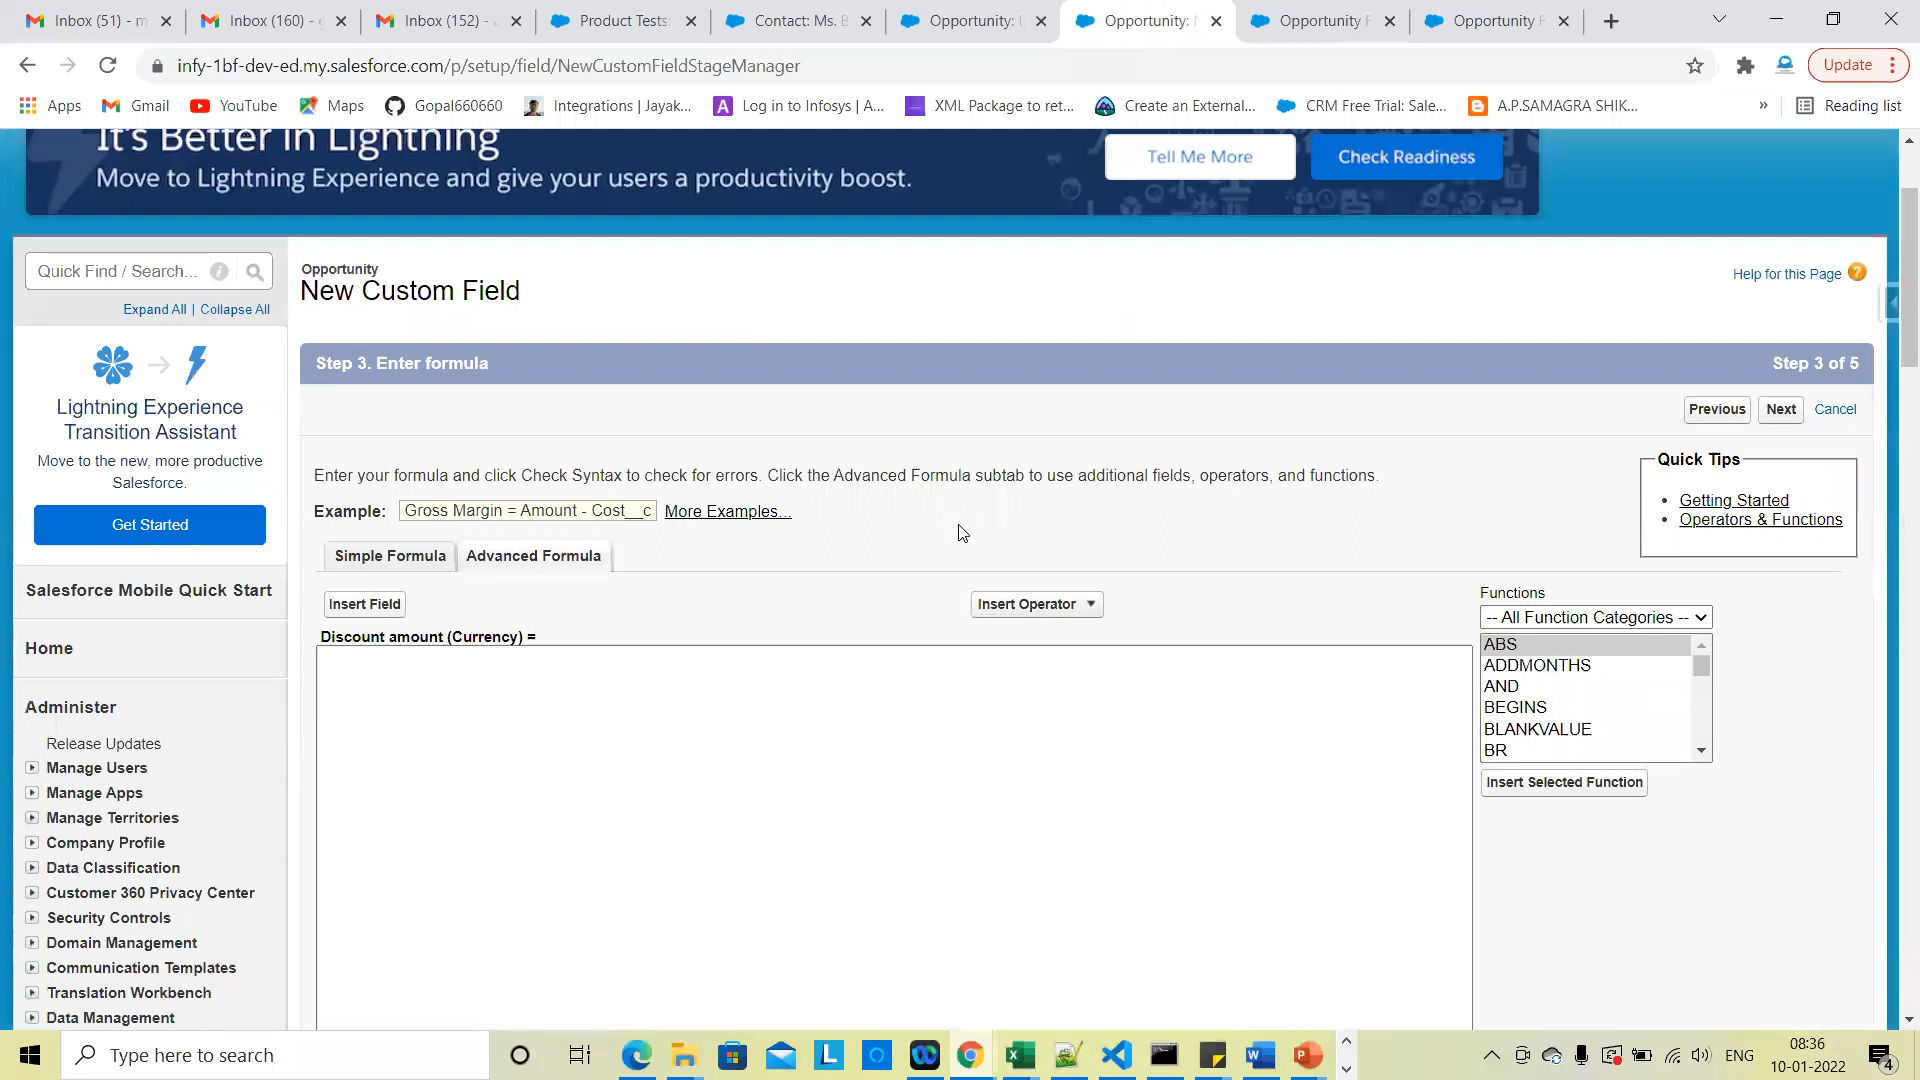 Inbox (51) - m
Inbox (160) - g
Inbox (152) - a
Product Tests:
Contact: Ms. B
Opportunity: E
Opportunity: N
Opportunity F
Opportunity F
infy-1bf-dev-ed.my.salesforce.com/p/setup/field/NewCustomFieldStageManager
Update
Apps
Gmail
YouTube
Maps
Gopal660060
Integrations | Jayak...
Log in to Infosys | A...
XML Package to ret...
Create an External...
CRM Free Trial: Sale...
A.P.SAMAGRA SHIK...
»
Reading list
It's Better in Lightning
Move to Lightning Experience and give your users a productivity boost.
Tell Me More
Check Readiness
Quick Find / Search...
Expand All | Collapse All
Lightning Experience
Transition Assistant
Move to the new, more productive
Salesforce.
Get Started
Salesforce Mobile Quick Start
Home
Administer
Release Updates
Manage Users
Manage Apps
Manage Territories
Company Profile
Data Classification
Customer 360 Privacy Center
Security Controls
Domain Management
Communication Templates
Translation Workbench
Data Management
Opportunity
New Custom Field
Help for this Page
Step 3. Enter formula
Step 3 of 5
Previous
Next
Cancel
Enter your formula and click Check Syntax to check for errors. Click the Advanced Formula subtab to use additional fields, operators, and functions.
Example:
Gross Margin = Amount - Cost__c
More Examples...
Quick Tips
Getting Started
Operators & Functions
Simple Formula
Advanced Formula
Insert Field
Insert Operator
Discount amount (Currency) =
Functions
-- All Function Categories --
ABS
ADDMONTHS
AND
BEGINS
BLANKVALUE
BR
Insert Selected Function
Type here to search
ENG
08:36
10-01-2022
4